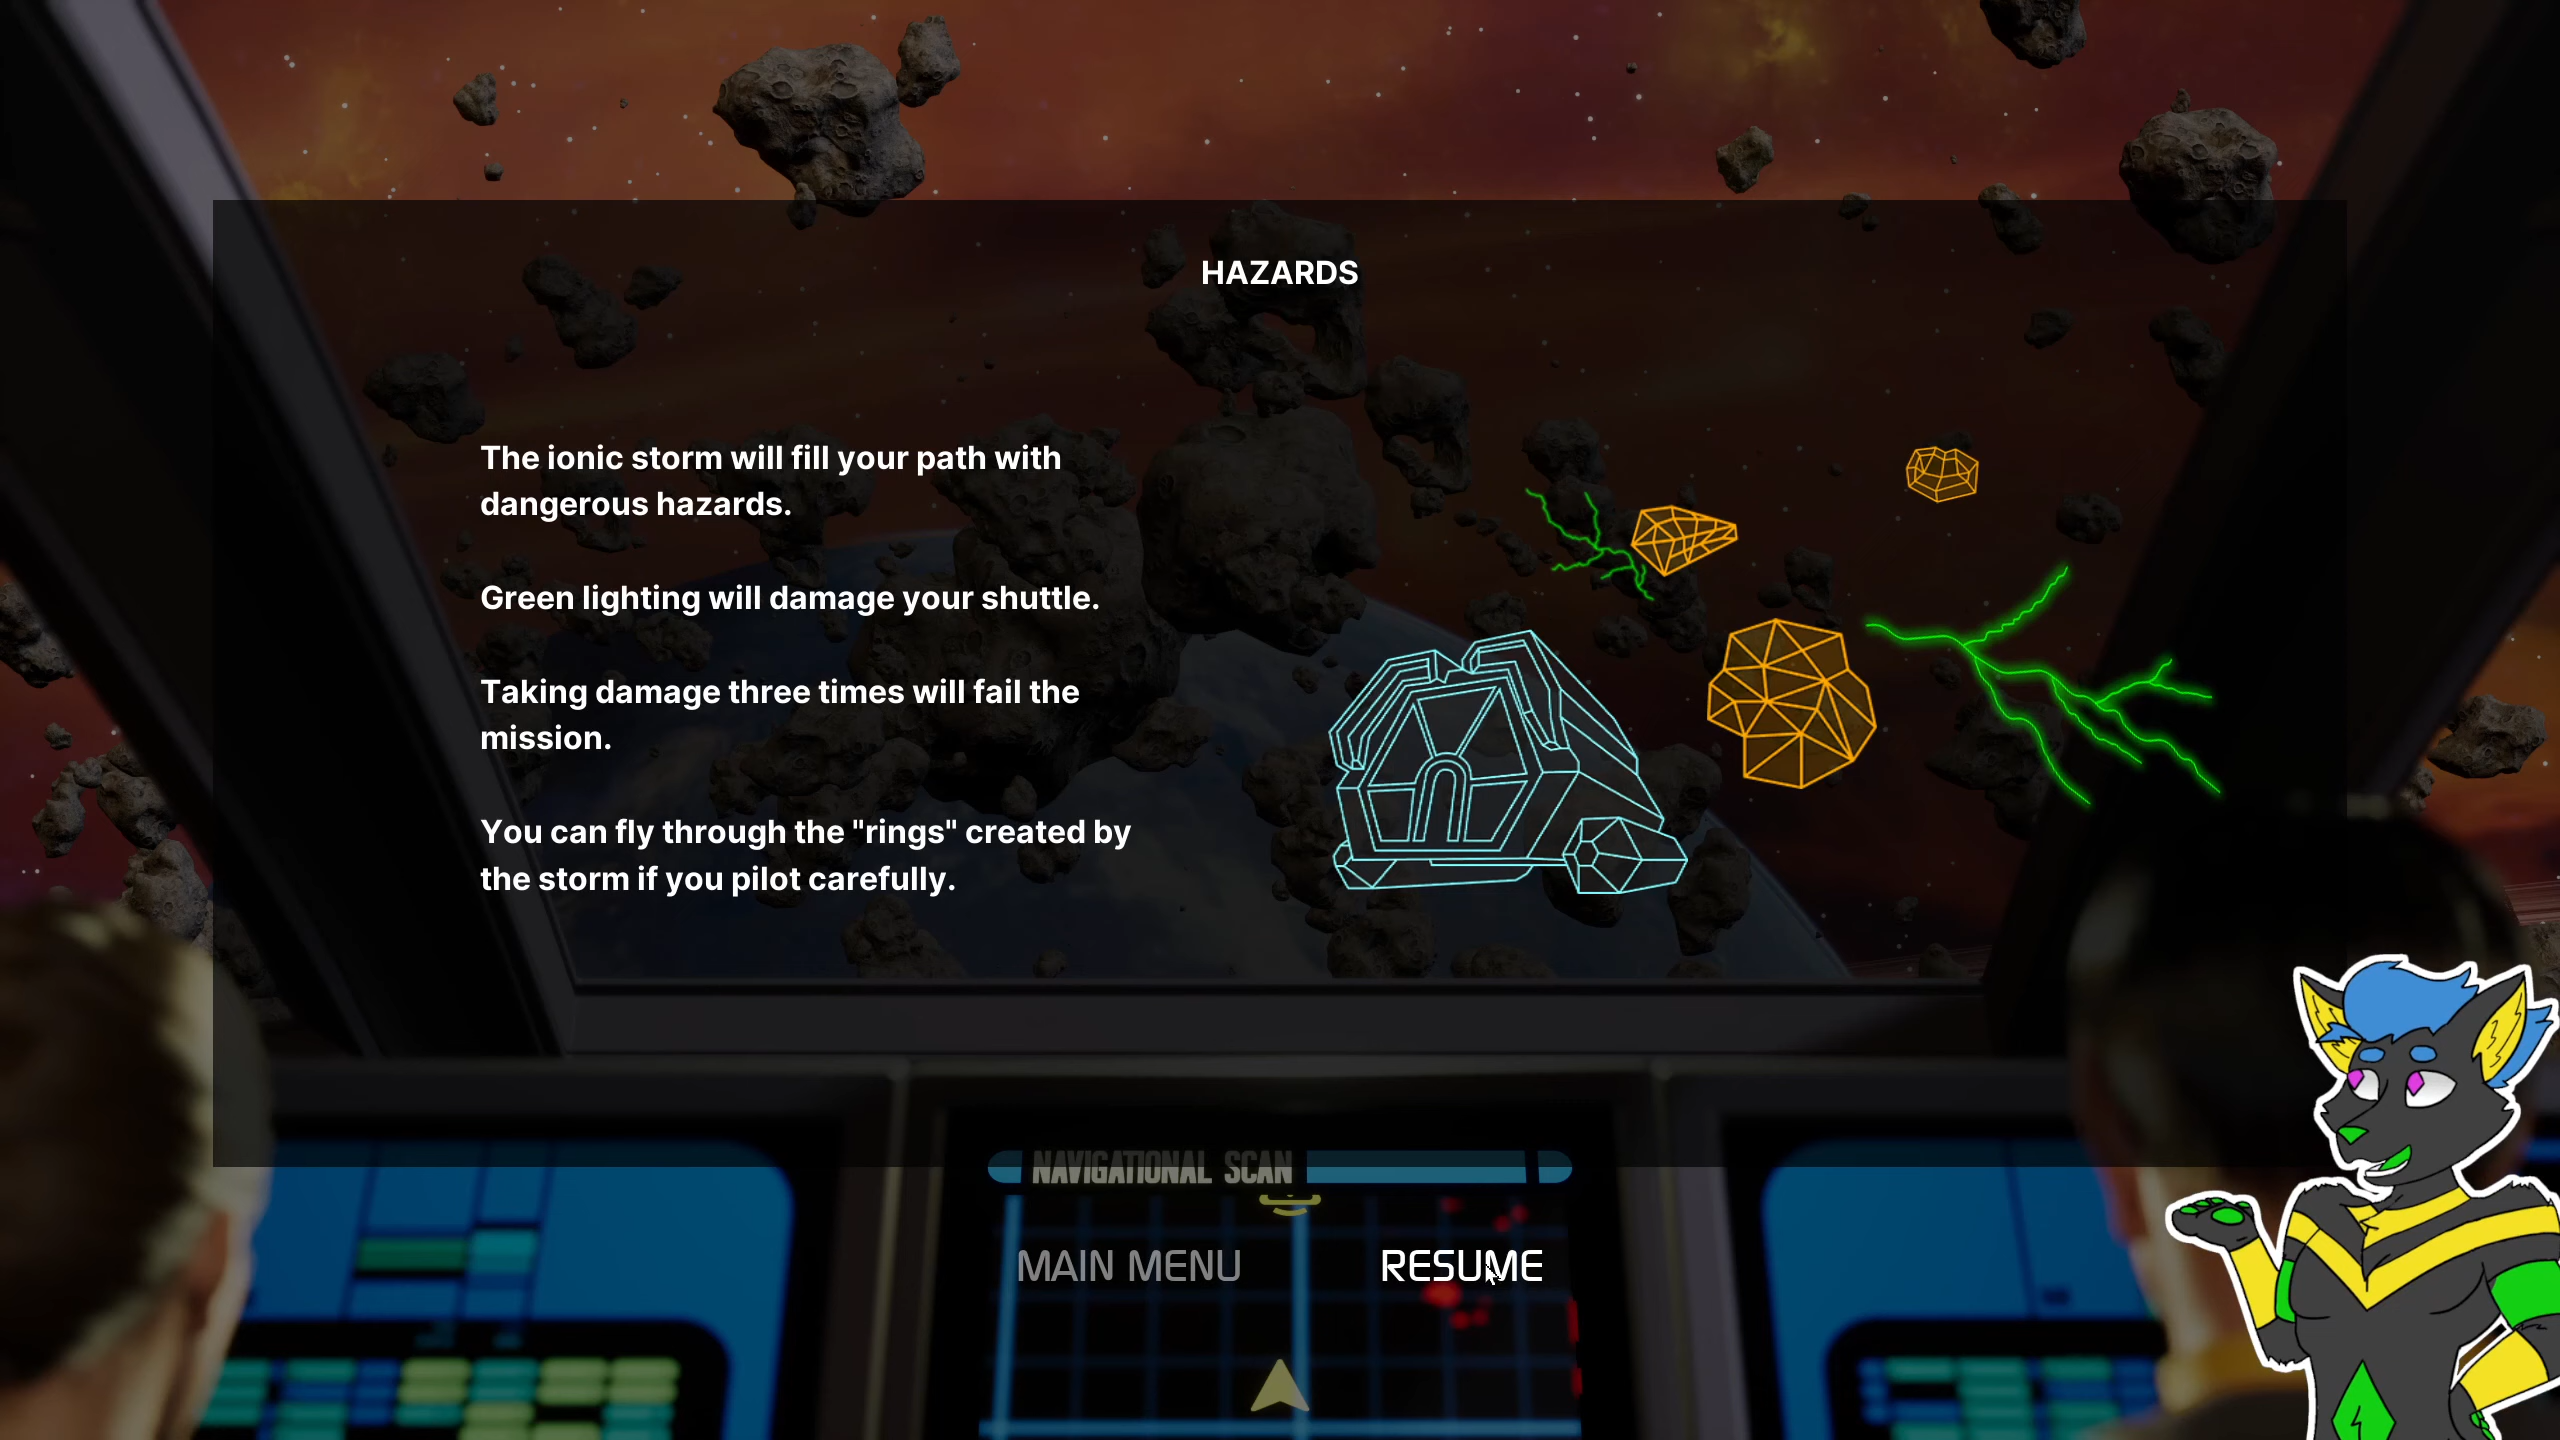 HAZARDS
The ionic storm will fill your path with
dangerous hazards.
Green lighting will damage your shuttle.
Taking damage three times will fail the
mission.
You can fly through the "rings" created by
the storm if you pilot carefully.
NAVIGATIONAL SCAN
MAIN MENU
RESUME